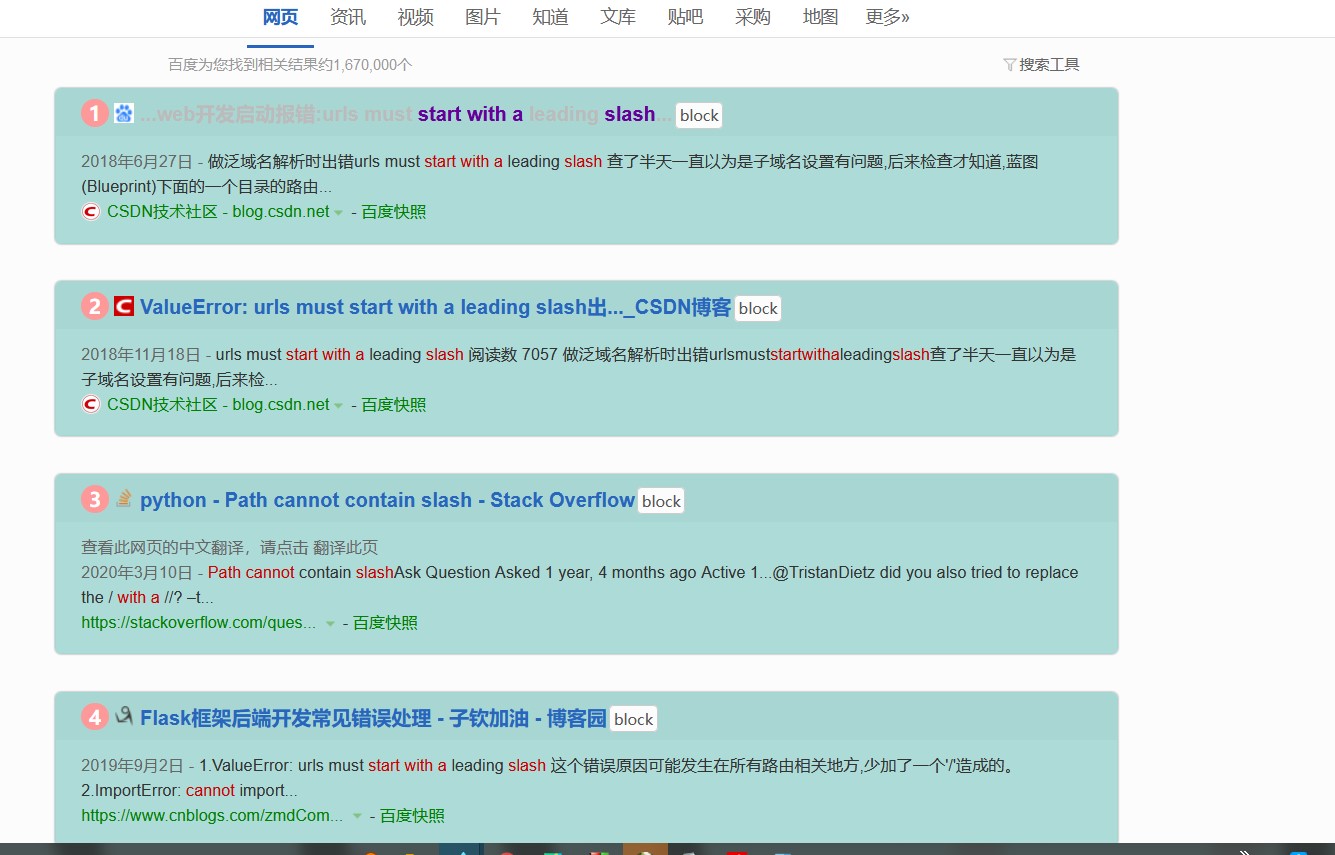 网页 资讯 视频 图片 知道 文库 贴吧 采购 地图 更多»
百度为您找到相关结果约1,670,000个 搜索工具
1 ...web开发启动报错:urls must start with a leading slash... block
2018年6月27日 - 做泛域名解析时出错urls must start with a leading slash 查了半天一直以为是子域名设置有问题,后来检查才知道,蓝图
(Blueprint)下面的一个目录的路由...
CSDN技术社区 - blog.csdn.net - 百度快照
2 ValueError: urls must start with a leading slash出..._CSDN博客 block
2018年11月18日 - urls must start with a leading slash 阅读数 7057 做泛域名解析时出错urlsmuststartwithaleadingslash查了半天一直以为是
子域名设置有问题,后来检...
CSDN技术社区 - blog.csdn.net - 百度快照
3 python - Path cannot contain slash - Stack Overflow block
查看此网页的中文翻译，请点击 翻译此页
2020年3月10日 - Path cannot contain slashAsk Question Asked 1 year, 4 months ago Active 1...@TristanDietz did you also tried to replace
the / with a //? –t...
https://stackoverflow.com/ques... - 百度快照
4 Flask框架后端开发常见错误处理 - 子钦加油 - 博客园 block
2019年9月2日 - 1.ValueError: urls must start with a leading slash 这个错误原因可能发生在所有路由相关地方,少加了一个'/'造成的。
2.ImportError: cannot import...
https://www.cnblogs.com/zmdCom... - 百度快照